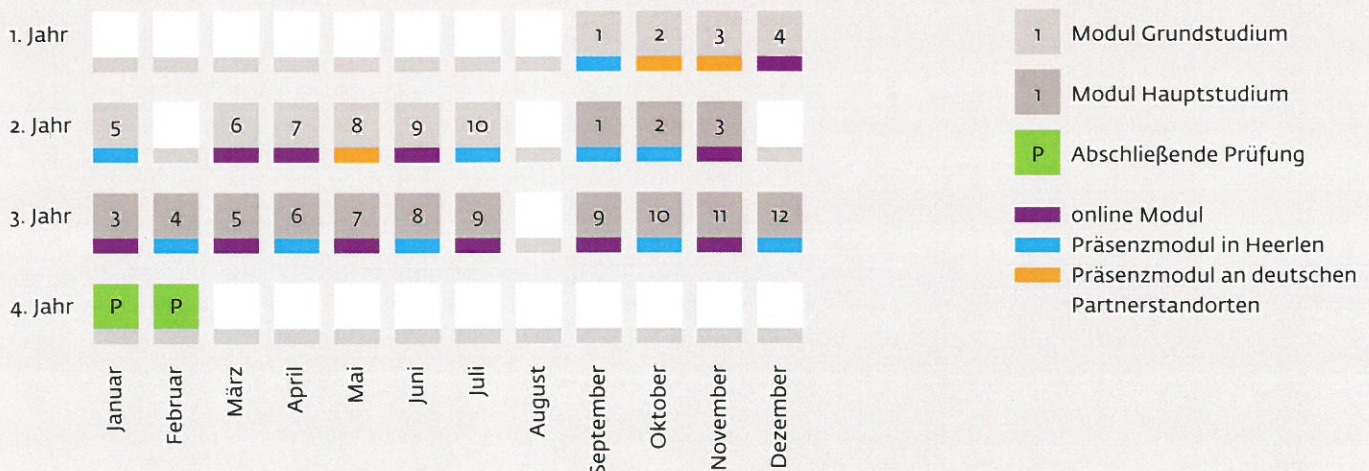 1. Jahr 1 2 3 4
2. Jahr 5 6 7 8 9 10 1 2 3
3. Jahr 3 4 5 6 7 8 9 9 10 11 12
4. Jahr P P
Januar
Februar
März
April
Mai
Juni
Juli
August
September
Oktober
November
Dezember
1 Modul Grundstudium
1 Modul Hauptstudium
P Abschließende Prüfung
online Modul
Präsenzmodul in Heerlen
Präsenzmodul an deutschen
Partnerstandorten